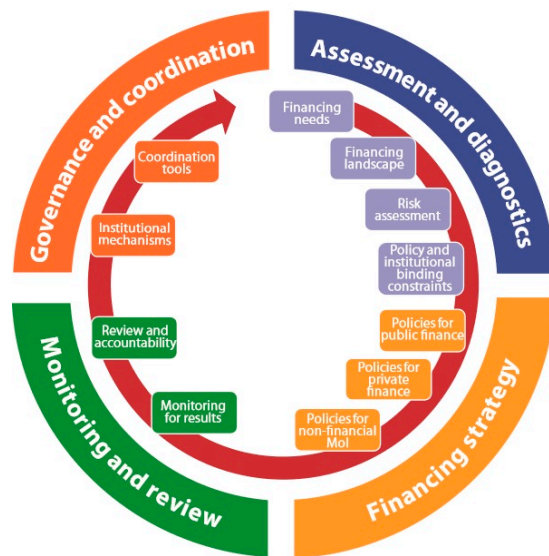 Assessment and diagnostics
Financing
needs
Financing
landscape
Risk
assessment
Policy and
institutional
binding
constraints
Financing strategy
Policies for
public finance
Policies for
private
finance
Policies for
non-financial
MoI
Monitoring and review
Monitoring
for results
Review and
accountability
Governance and coordination
Institutional
mechanisms
Coordination
tools